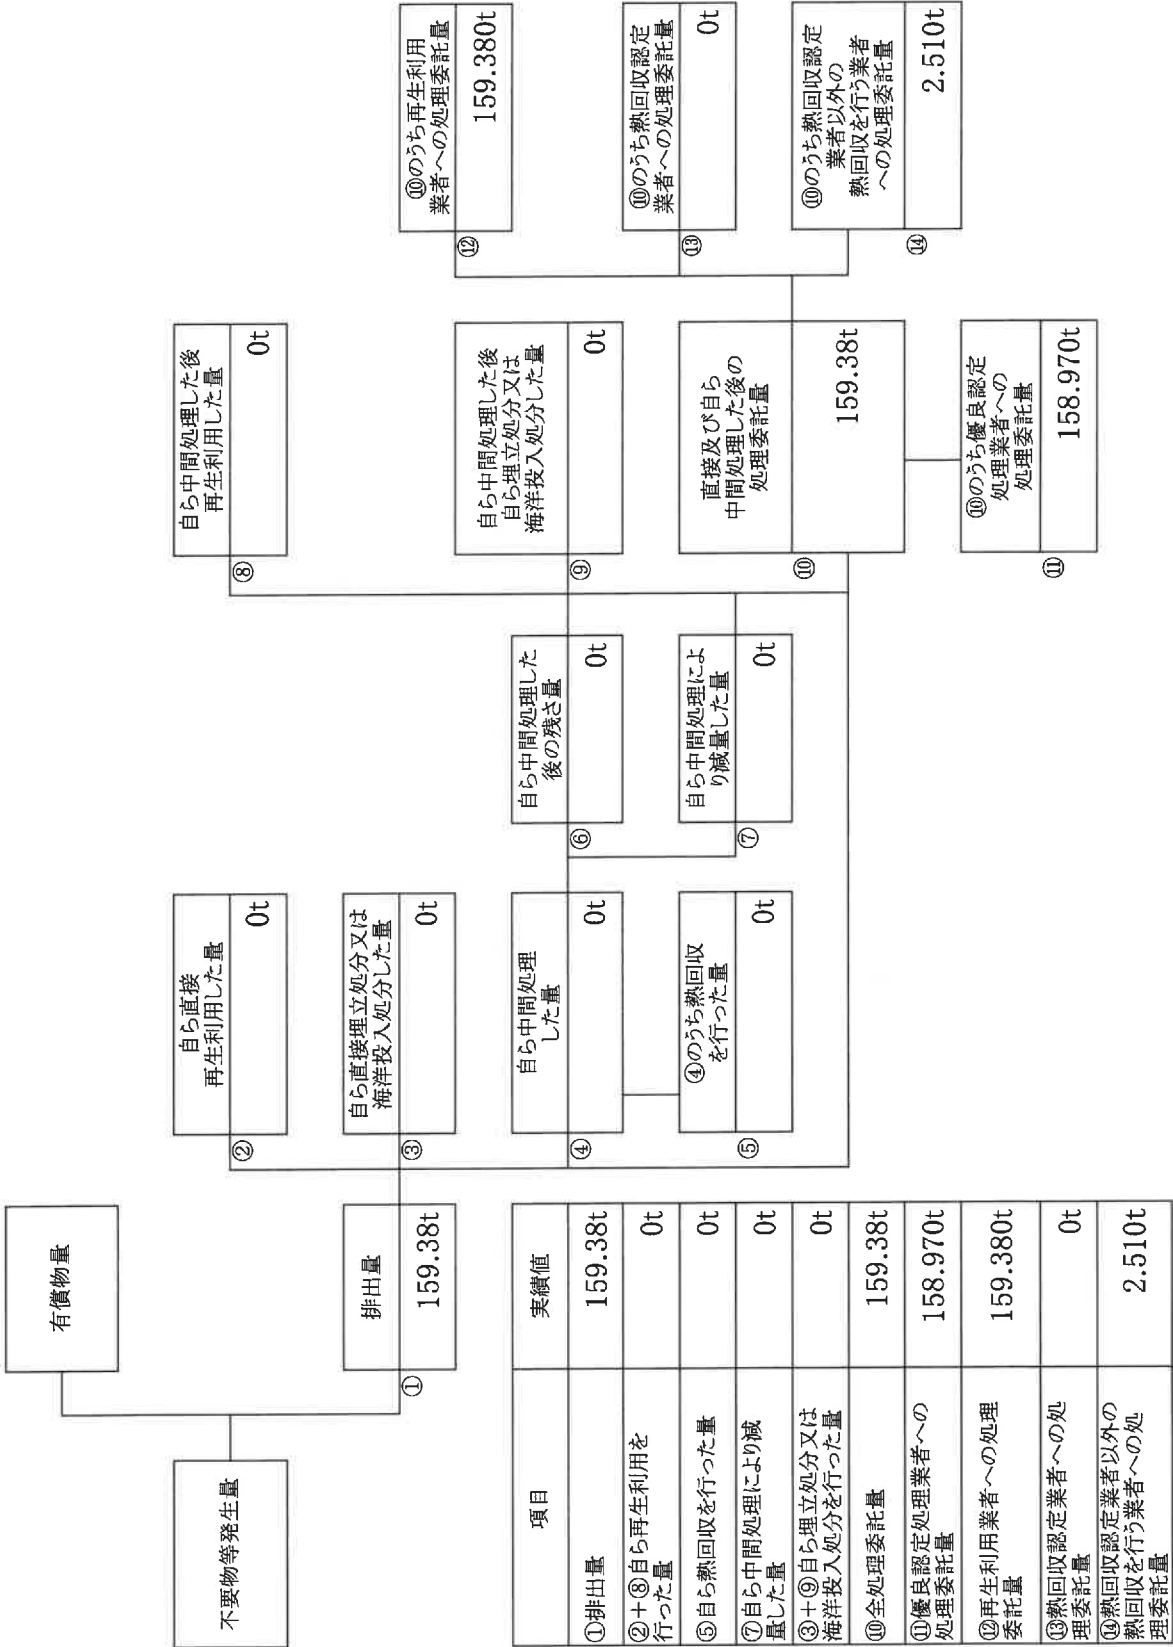 不要物等発生量
有償物量
排出量
①
159.38t
自ら直接
再生利用した量
②
0t
自ら直接埋立処分又は
海洋投入処分した量
③
0t
自ら中間処理
した量
④
0t
④のうち熱回収
を行った量
⑤
0t
自ら中間処理した
後の残さ量
⑥
0t
自ら中間処理によ
り減量した量
⑦
0t
自ら中間処理した後
再生利用した量
⑧
0t
自ら中間処理した後
自ら埋立処分又は
海洋投入処分した量
⑨
0t
直接及び自ら
中間処理した後の
処理委託量
⑩
159.38t
⑩のうち優良認定
処理業者への
処理委託量
⑪
158.970t
⑩のうち再生利用
業者への処理委託量
⑫
159.380t
⑩のうち熱回収認定
業者への処理委託量
⑬
0t
⑩のうち熱回収認定
業者以外の
熱回収を行う業者
への処理委託量
⑭
2.510t
項目
実績値
①排出量
159.38t
②+⑧自ら再生利用を
行った量
0t
⑤自ら熱回収を行った量
0t
⑦自ら中間処理により減
量した量
0t
③+⑨自ら埋立処分又は
海洋投入処分を行った量
0t
⑩全処理委託量
159.38t
⑪優良認定処理業者への
処理委託量
158.970t
⑫再生利用業者への処理
委託量
159.380t
⑬熱回収認定業者への処
理委託量
0t
⑭熱回収認定業者以外の
熱回収を行う業者への処
理委託量
2.510t